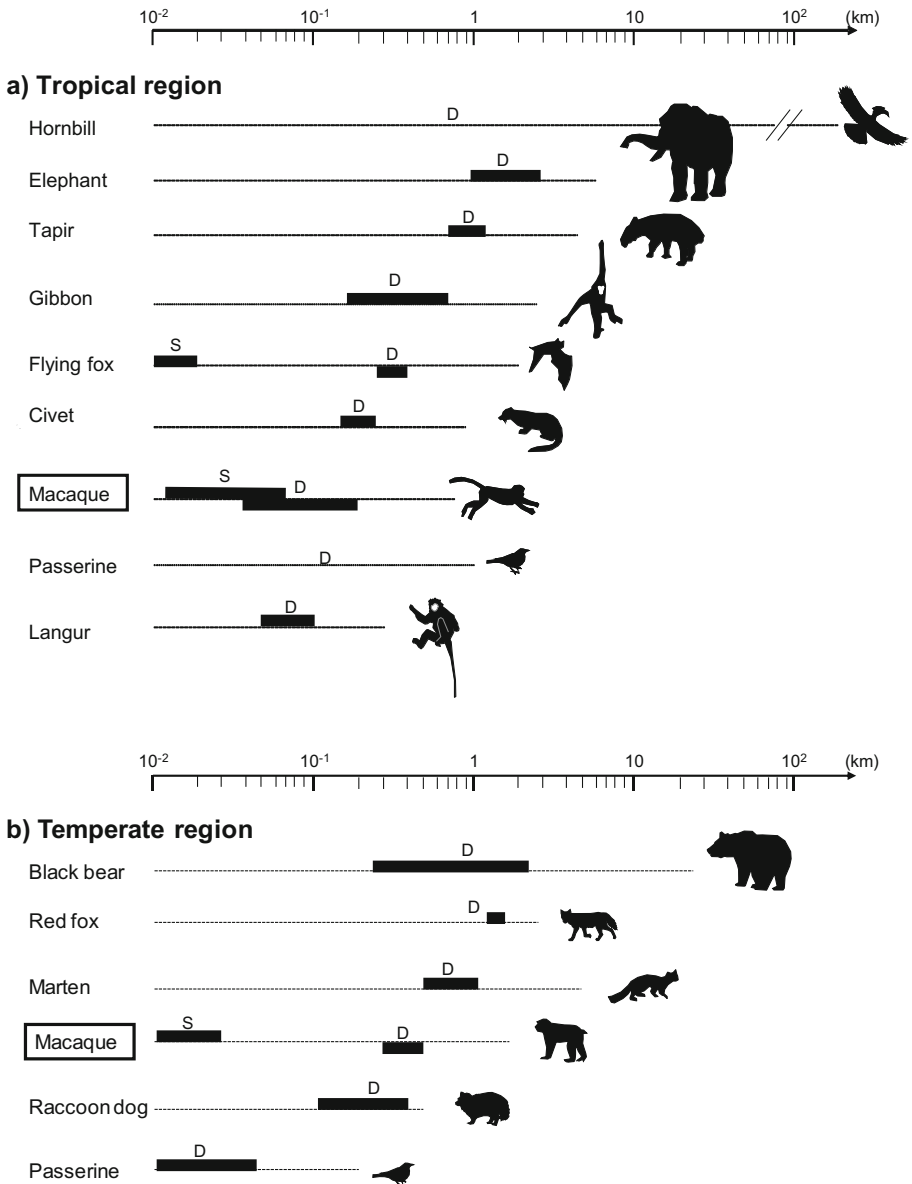 10-2 10-1 1 10 102 (km)
a) Tropical region
D
Hornbill
D
Elephant
D
Tapir
D
Gibbon
S D
Flying fox
D
Civet
S
D
Macaque
D
Passerine
D
Langur
10-2 10-1 1 10 102 (km)
b) Temperate region
D
Black bear
D
Red fox
D
Marten
S
D
Macaque
D
Raccoon dog
D
Passerine